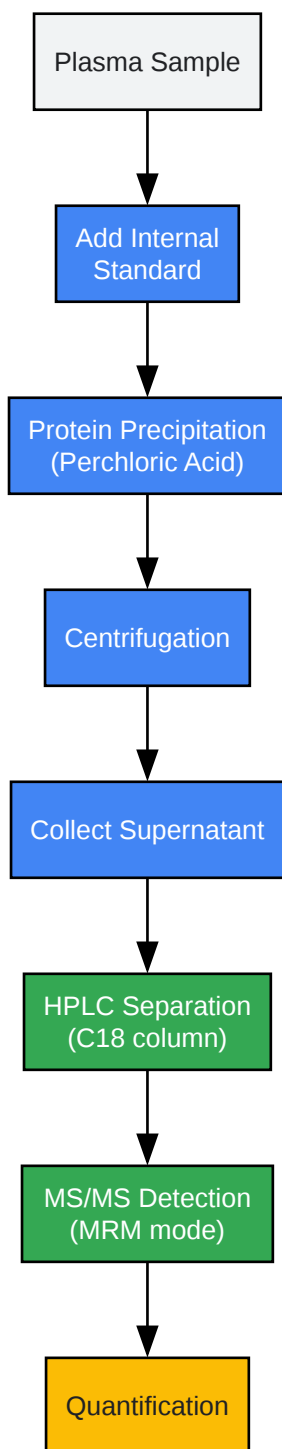 Plasma Sample
Add Internal
Standard
Protein Precipitation
(Perchloric Acid)
Centrifugation
Collect Supernatant
HPLC Separation
(C18 column)
MS/MS Detection
(MRM mode)
Quantification